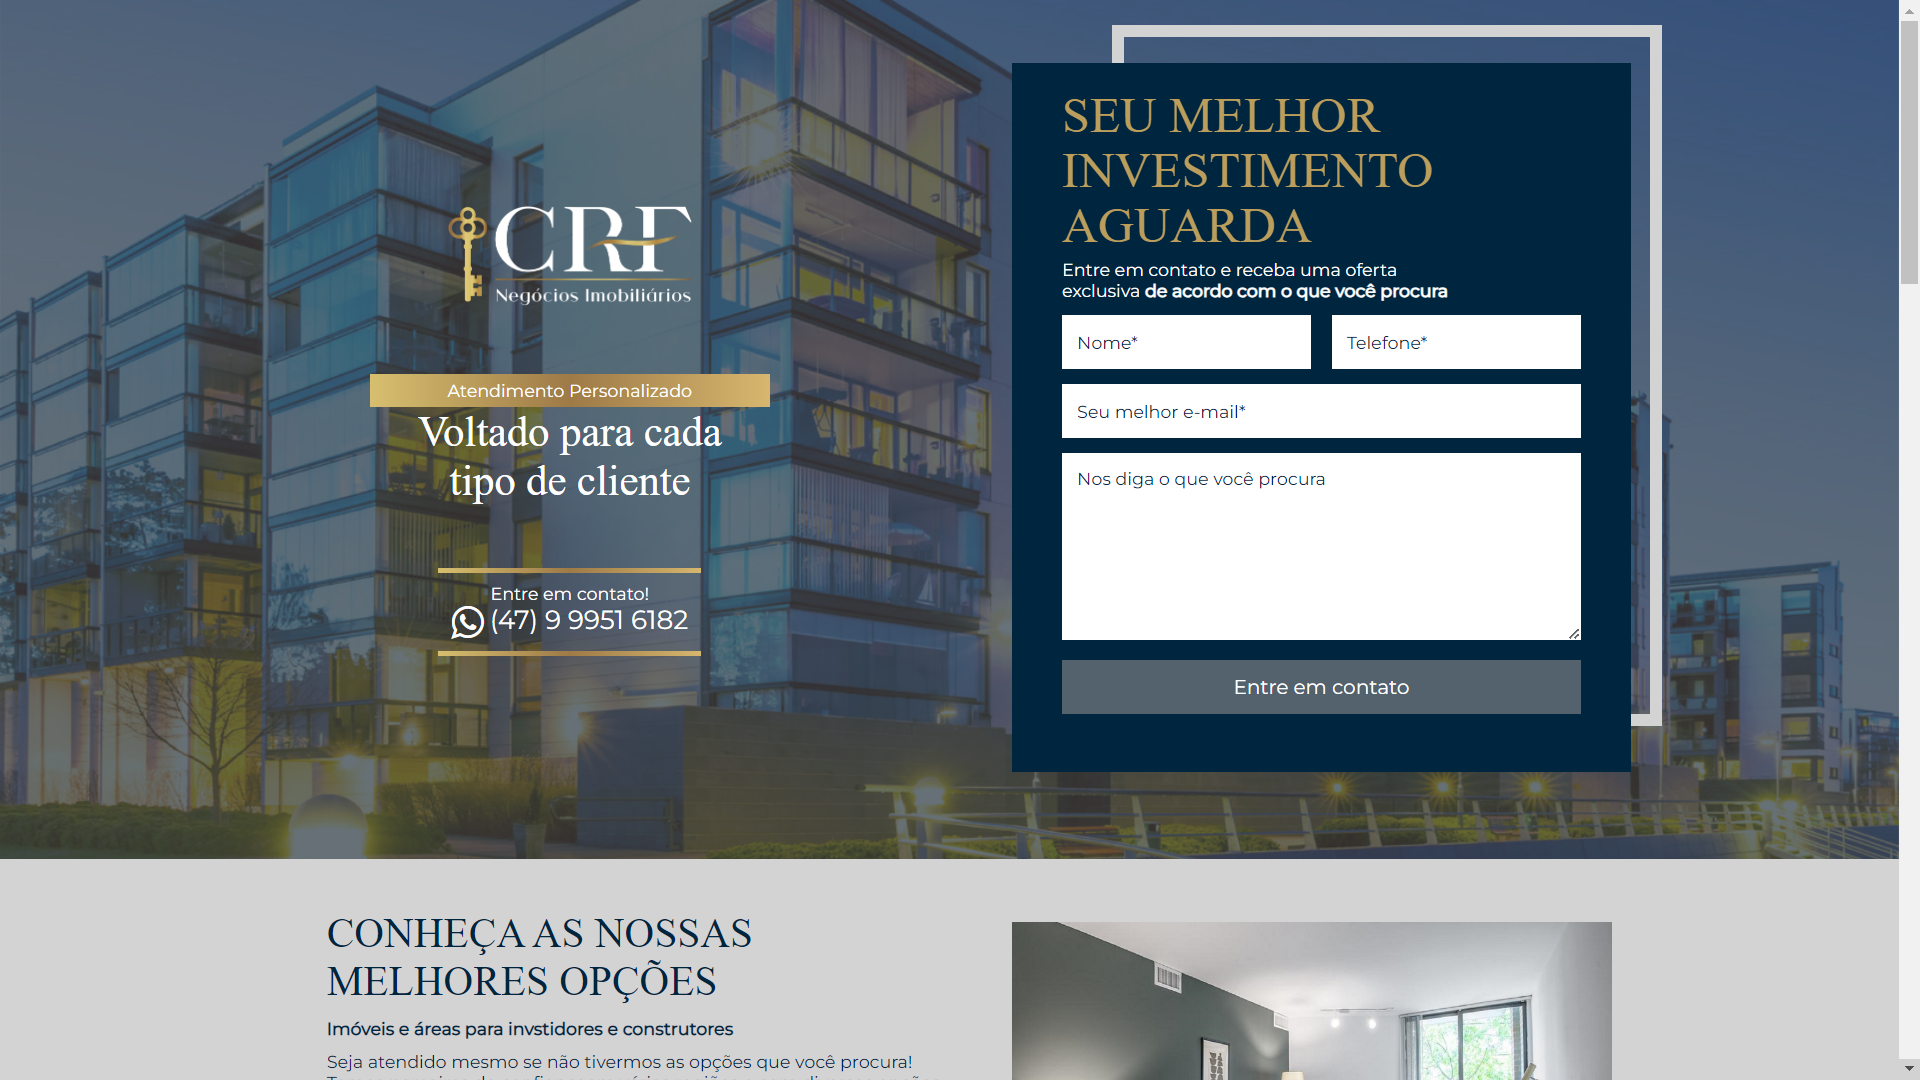 CRF
Negócios Imobiliários
Atendimento Personalizado
Voltado para cada
tipo de cliente
Entre em contato!
(47) 9 9951 6182
SEU MELHOR
INVESTIMENTO
AGUARDA
Entre em contato e receba uma oferta
exclusiva de acordo com o que você procura
Nome*
Telefone*
Seu melhor e-mail*
Nos diga o que você procura
Entre em contato
CONHEÇA AS NOSSAS
MELHORES OPÇÕES
Imóveis e áreas para invstidores e construtores
Seja atendido mesmo se não tivermos as opções que você procura!